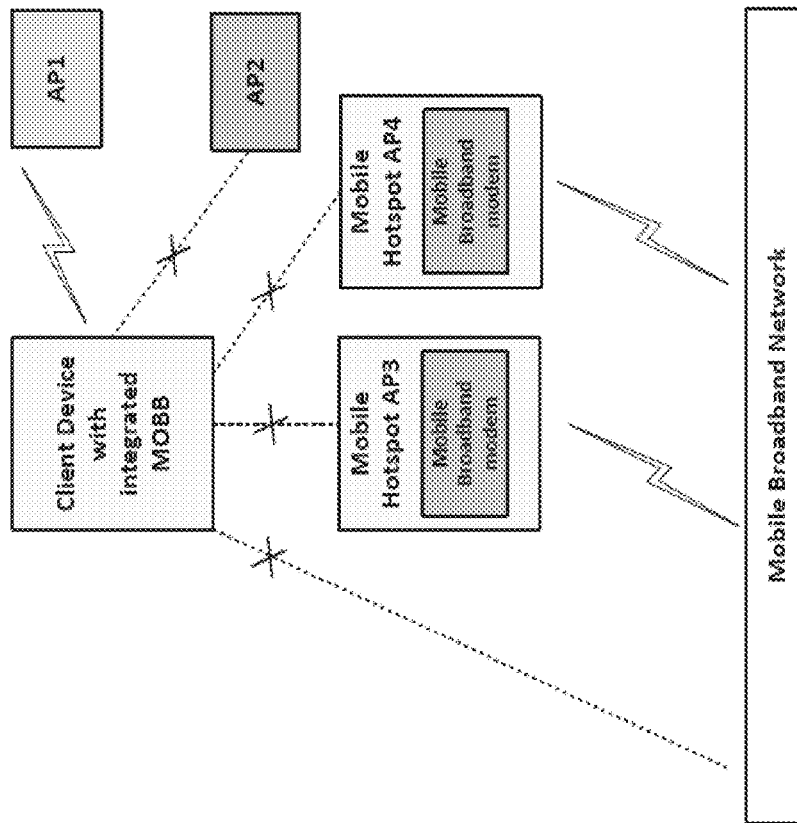 AP1
AP2
Client Device
with
integrated
MOBB
Mobile
Hotspot AP4
Mobile
Broadband
modem
Mobile
Hotspot AP3
Mobile
Broadband
modem
Mobile Broadband Network